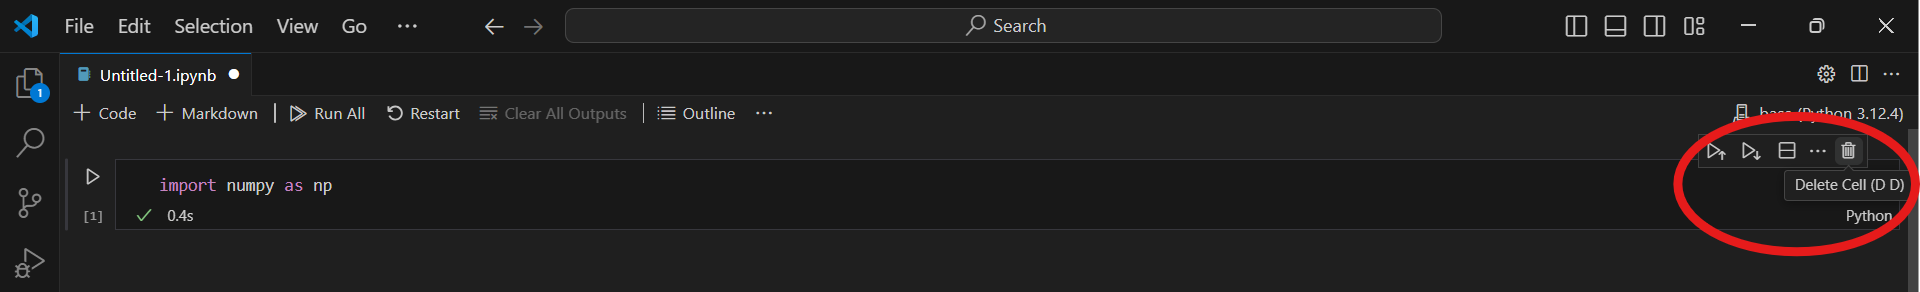 File Edit Selection View Go ··· Search
1
Untitled-1.ipynb
Code Markdown Run All Restart Clear All Outputs Outline ··· base (Python 3.12.4)
import numpy as np
Delete Cell (D D)
[1] 0.4s Python